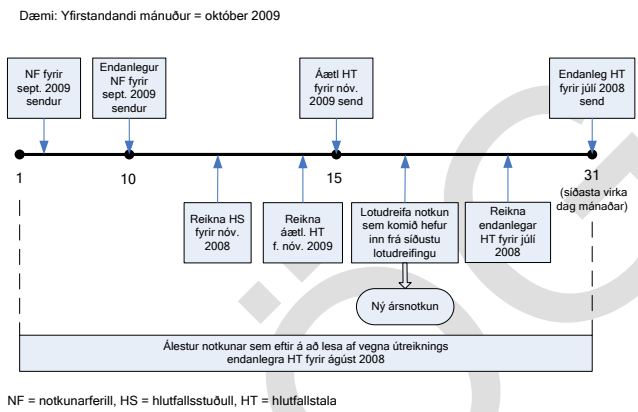 Dæmi: Yfirstandandi mánuður = október 2009
NF fyrir
sept. 2009
sendur
Endanlegur
NF fyrir
sept. 2009
sendur
Áætl HT
fyrir nóv.
2009 send
Endanleg HT
fyrir júlí 2008
send
1
10
15
31
(síðasta virka
dag mánaðar)
Reikna HS
fyrir nóv.
2008
Reikna
áætl. HT
f. nóv. 2009
Lotudreifa notkun
sem komið hefur
inn frá síðustu
lotudreifingu
Reikna
endanlegar
HT fyrir júlí
2008
Ný ársnotkun
Álestur notkunar sem eftir á að lesa af vegna útreiknings
endanlegra HT fyrir ágúst 2008
NF = notkunarferill, HS = hlutfallsstuðull, HT = hlutfallstala